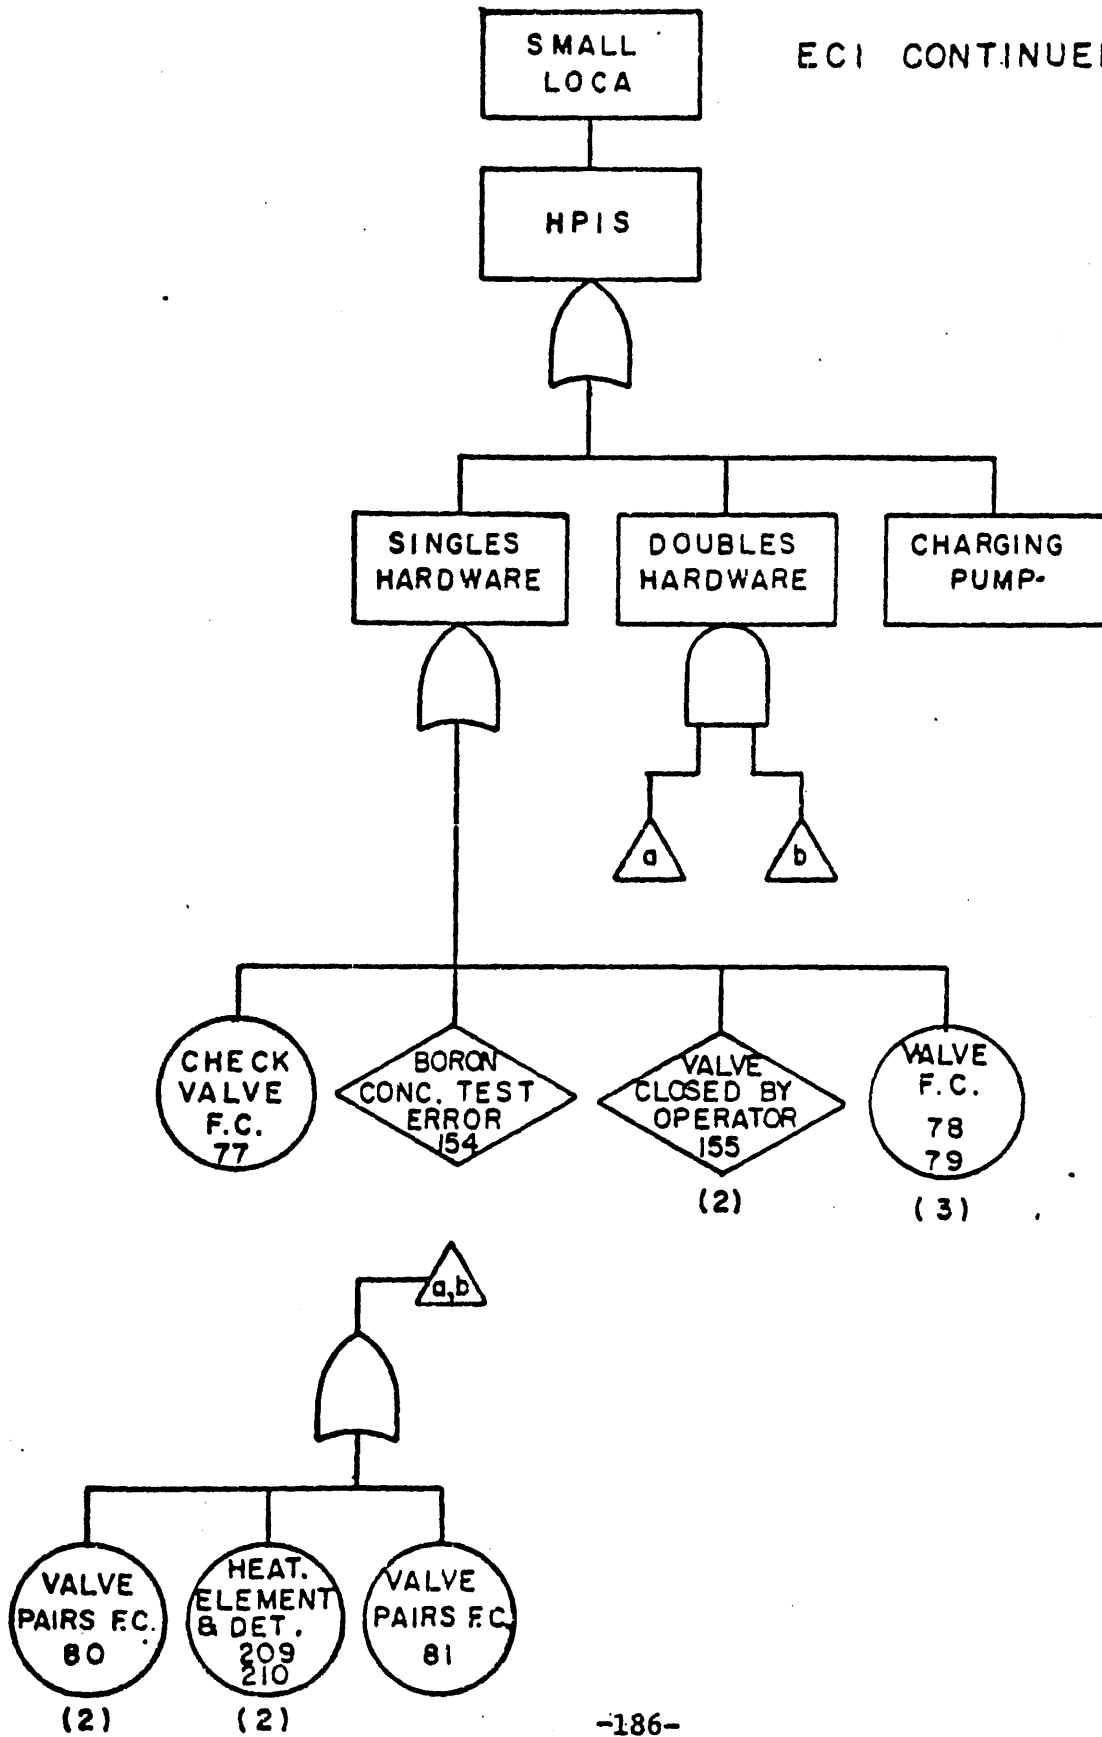 SMALL
LOCA
ECI CONTINUE
HPIS
SINGLES
HARDWARE
DOUBLES
HARDWARE
CHARGING
PUMP
a
b
CHECK
VALVE
F.C.
77
BORON
CONC. TEST
ERROR
154
VALVE
CLOSED BY
OPERATOR
155
(2)
VALVE
F.C.
78
79
(3)
a,b
VALVE
PAIRS F.C.
80
(2)
HEAT.
ELEMENT
& DET.
209
210
(2)
VALVE
PAIRS F.C.
81
-186-